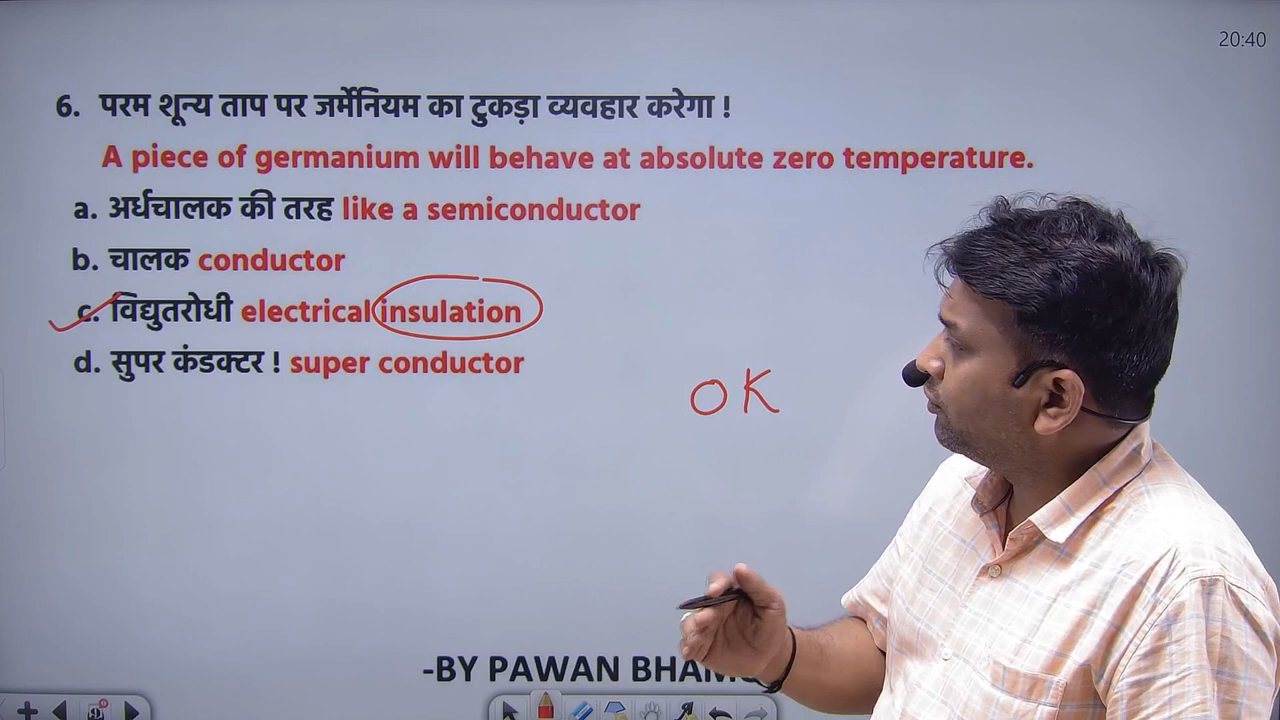 20:40
6. परम शून्य ताप पर जर्मेनियम का टुकड़ा व्यवहार करेगा !
A piece of germanium will behave at absolute zero temperature.
a. अर्धचालक की तरह like a semiconductor
b. चालक conductor
c. विद्युतरोधी electrical insulation
d. सुपर कंडक्टर ! super conductor
OK
-BY PAWAN